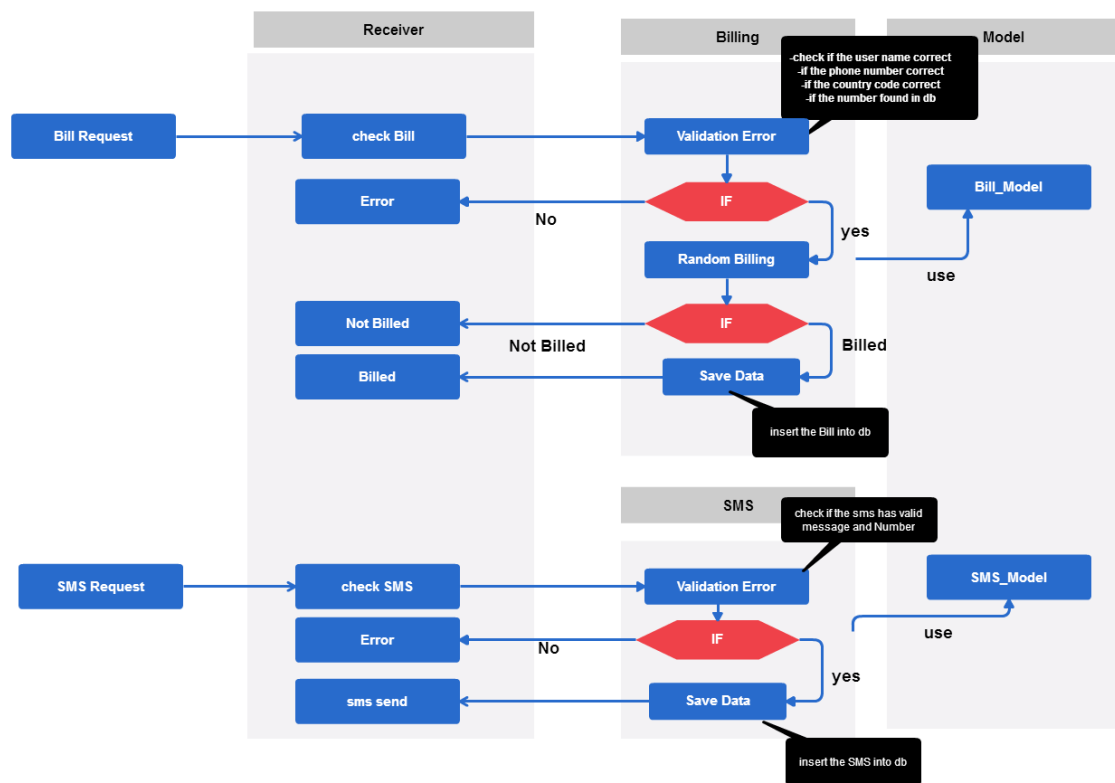 Receiver
Billing
Model
-check if the user name correct
-if the phone number correct
-if the country code correct
-if the number found in db
Bill Request
check Bill
Validation Error
Bill_Model
Error
No
IF
yes
Random Billing
use
Not Billed
Not Billed
IF
Billed
Billed
Save Data
insert the Bill into db
SMS
check if the sms has valid
message and Number
SMS Request
check SMS
Validation Error
SMS_Model
Error
No
IF
use
yes
sms send
Save Data
insert the SMS into db